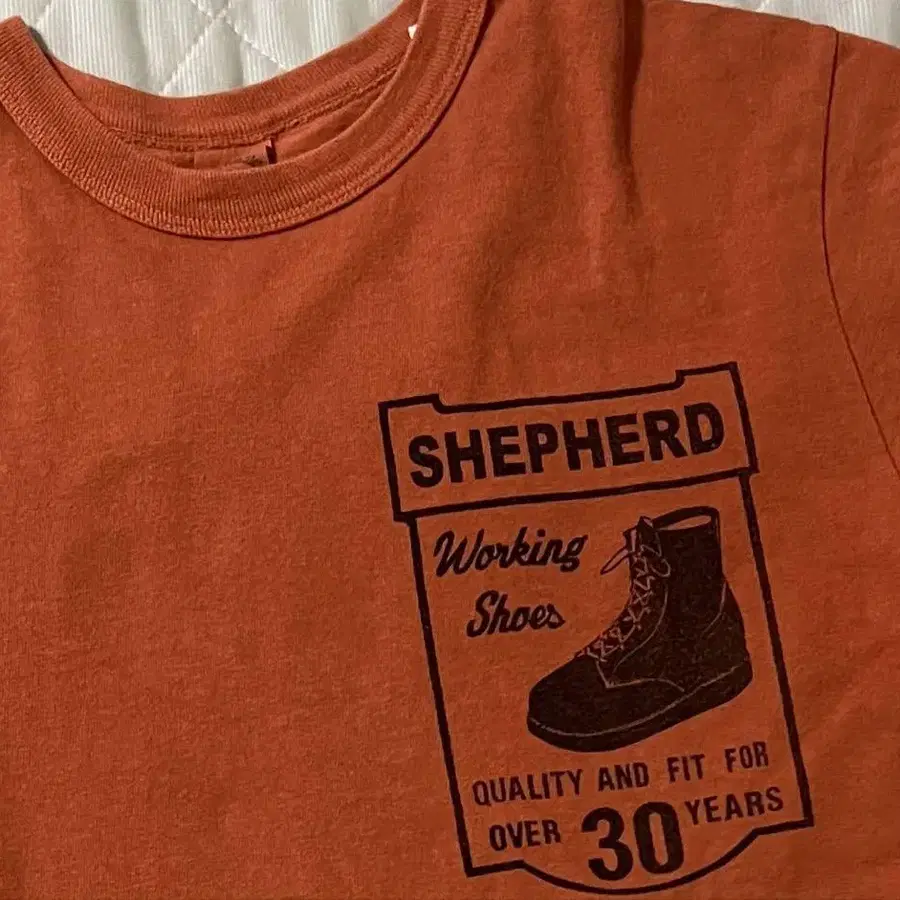 SHEPHERD
Working
Shoes
QUALITY AND FIT FOR
OVER 30 YEARS